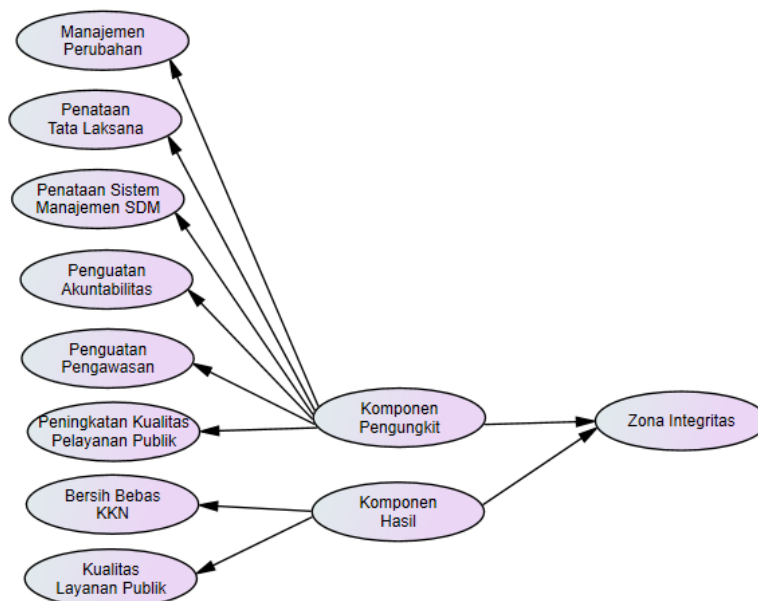 Manajemen
Perubahan
Penataan
Tata Laksana
Penataan Sistem
Manajemen SDM
Penguatan
Akuntabilitas
Penguatan
Pengawasan
Peningkatan Kualitas
Pelayanan Publik
Bersih Bebas
KKN
Kualitas
Layanan Publik
Komponen
Pengungkit
Komponen
Hasil
Zona Integritas